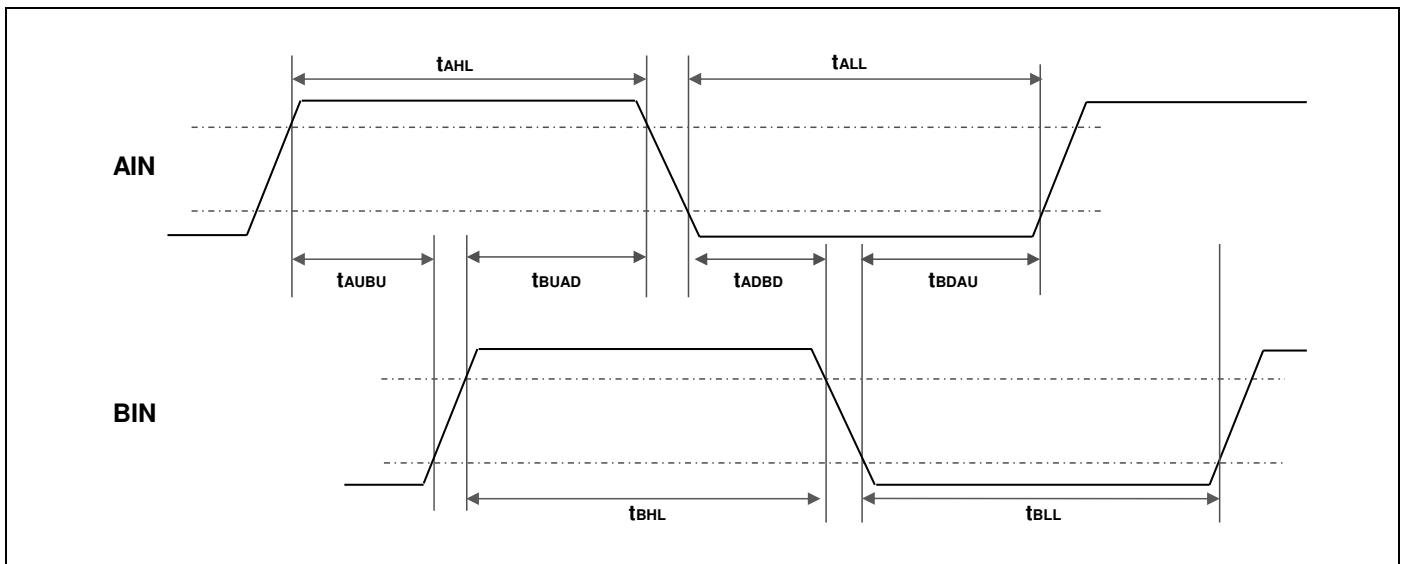 tAHL
tALL
AIN
tAUBU
tBUAD
tADBD
tBDAU
BIN
tBHL
tBLL